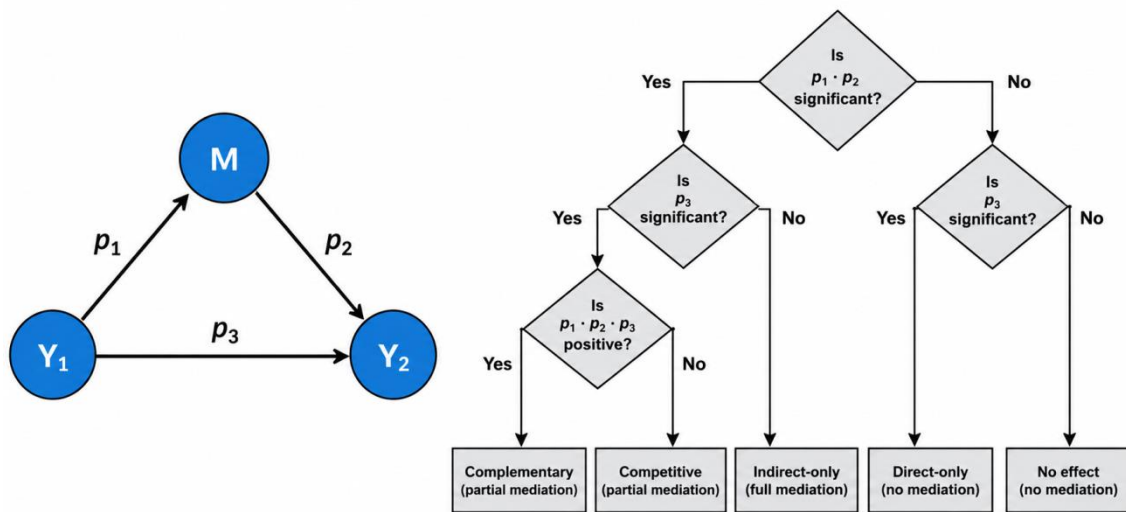 M
p₁
p₂
Y₁
p₃
Y₂
Is
p₁ · p₂
significant?
Yes
No
Is
p₃
significant?
Yes
No
Is
p₃
significant?
Yes
No
Is
p₁ · p₂ · p₃
positive?
Yes
No
Complementary
(partial mediation)
Competitive
(partial mediation)
Indirect-only
(full mediation)
Direct-only
(no mediation)
No effect
(no mediation)